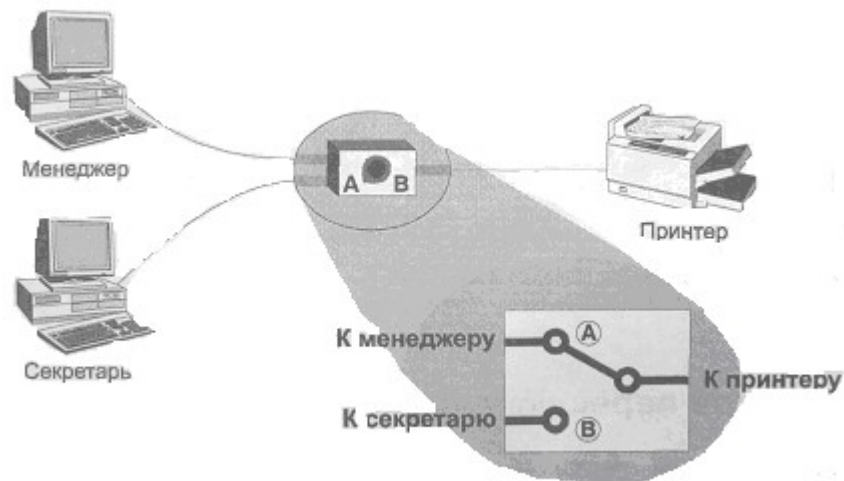 Менеджер
A B
Принтер
Секретарь
К менеджеру
A
К принтеру
К секретарю
B